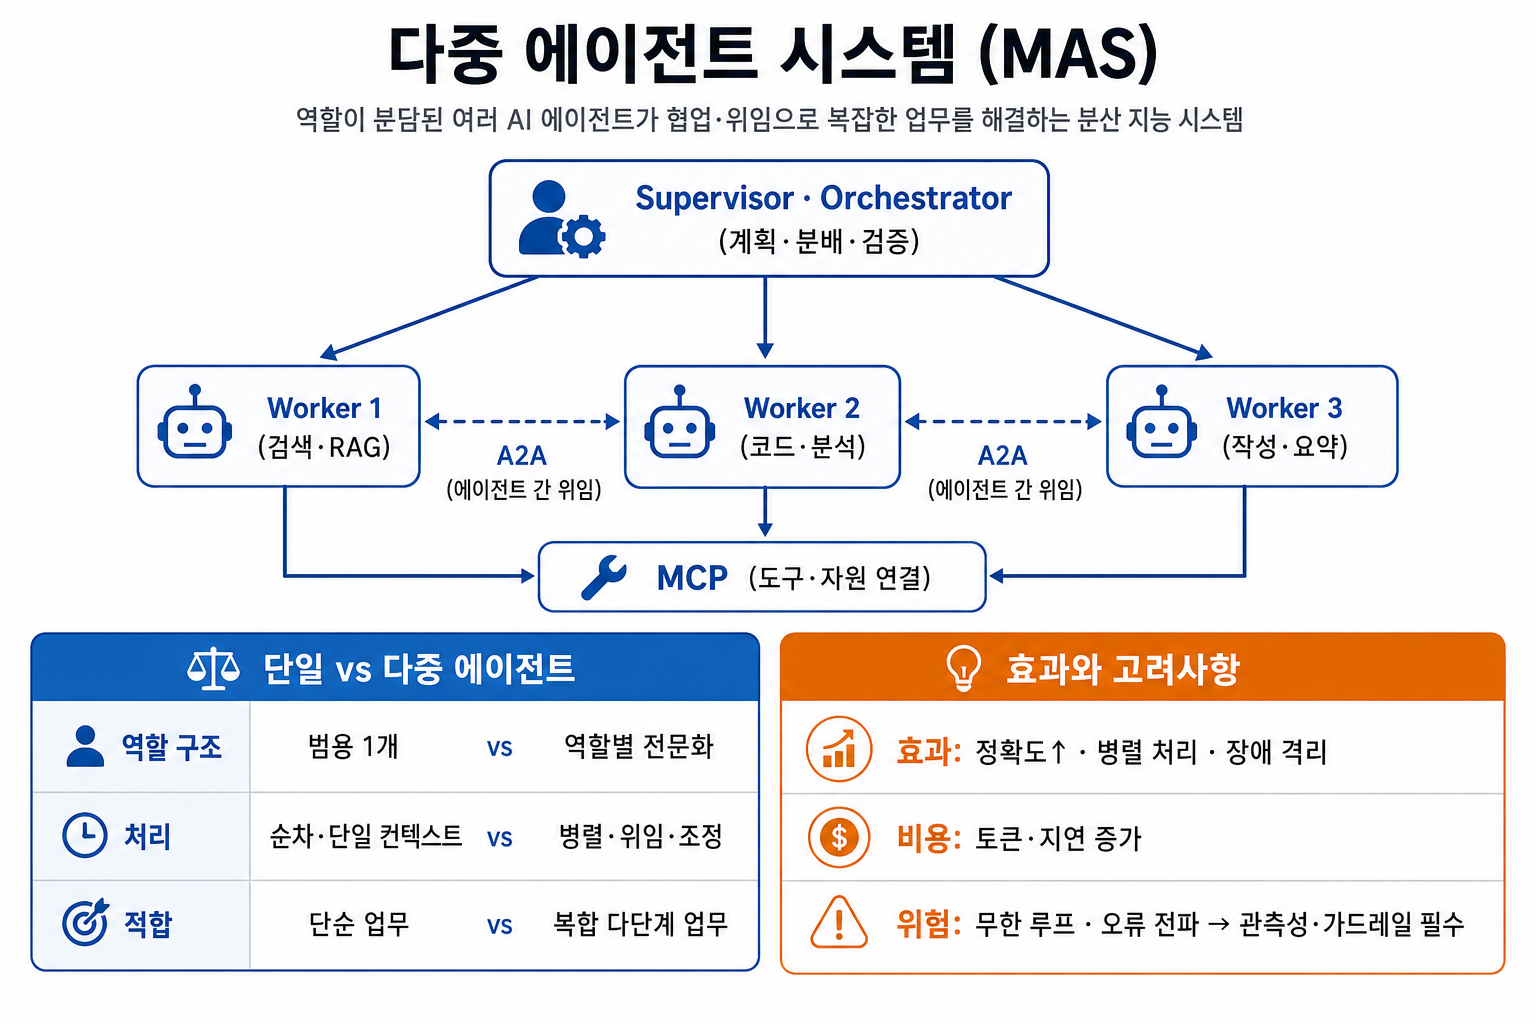 다중 에이전트 시스템 (MAS)
역할이 분담된 여러 AI 에이전트가 협업·위임으로 복잡한 업무를 해결하는 분산 지능 시스템
Supervisor · Orchestrator
(계획·분배·검증)
Worker 1
(검색·RAG)
A2A
(에이전트 간 위임)
Worker 2
(코드·분석)
A2A
(에이전트 간 위임)
Worker 3
(작성·요약)
MCP (도구·자원 연결)
단일 vs 다중 에이전트
역할 구조 범용 1개 vs 역할별 전문화
처리 순차·단일 컨텍스트 vs 병렬·위임·조정
적합 단순 업무 vs 복합 다단계 업무
효과와 고려사항
효과: 정확도↑ · 병렬 처리 · 장애 격리
$
비용: 토큰·지연 증가
위험: 무한 루프 · 오류 전파 → 관측성·가드레일 필수